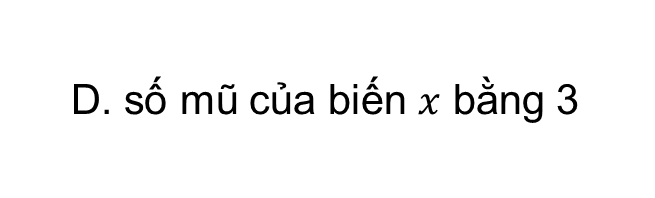 D. số mũ của biến x bằng 3